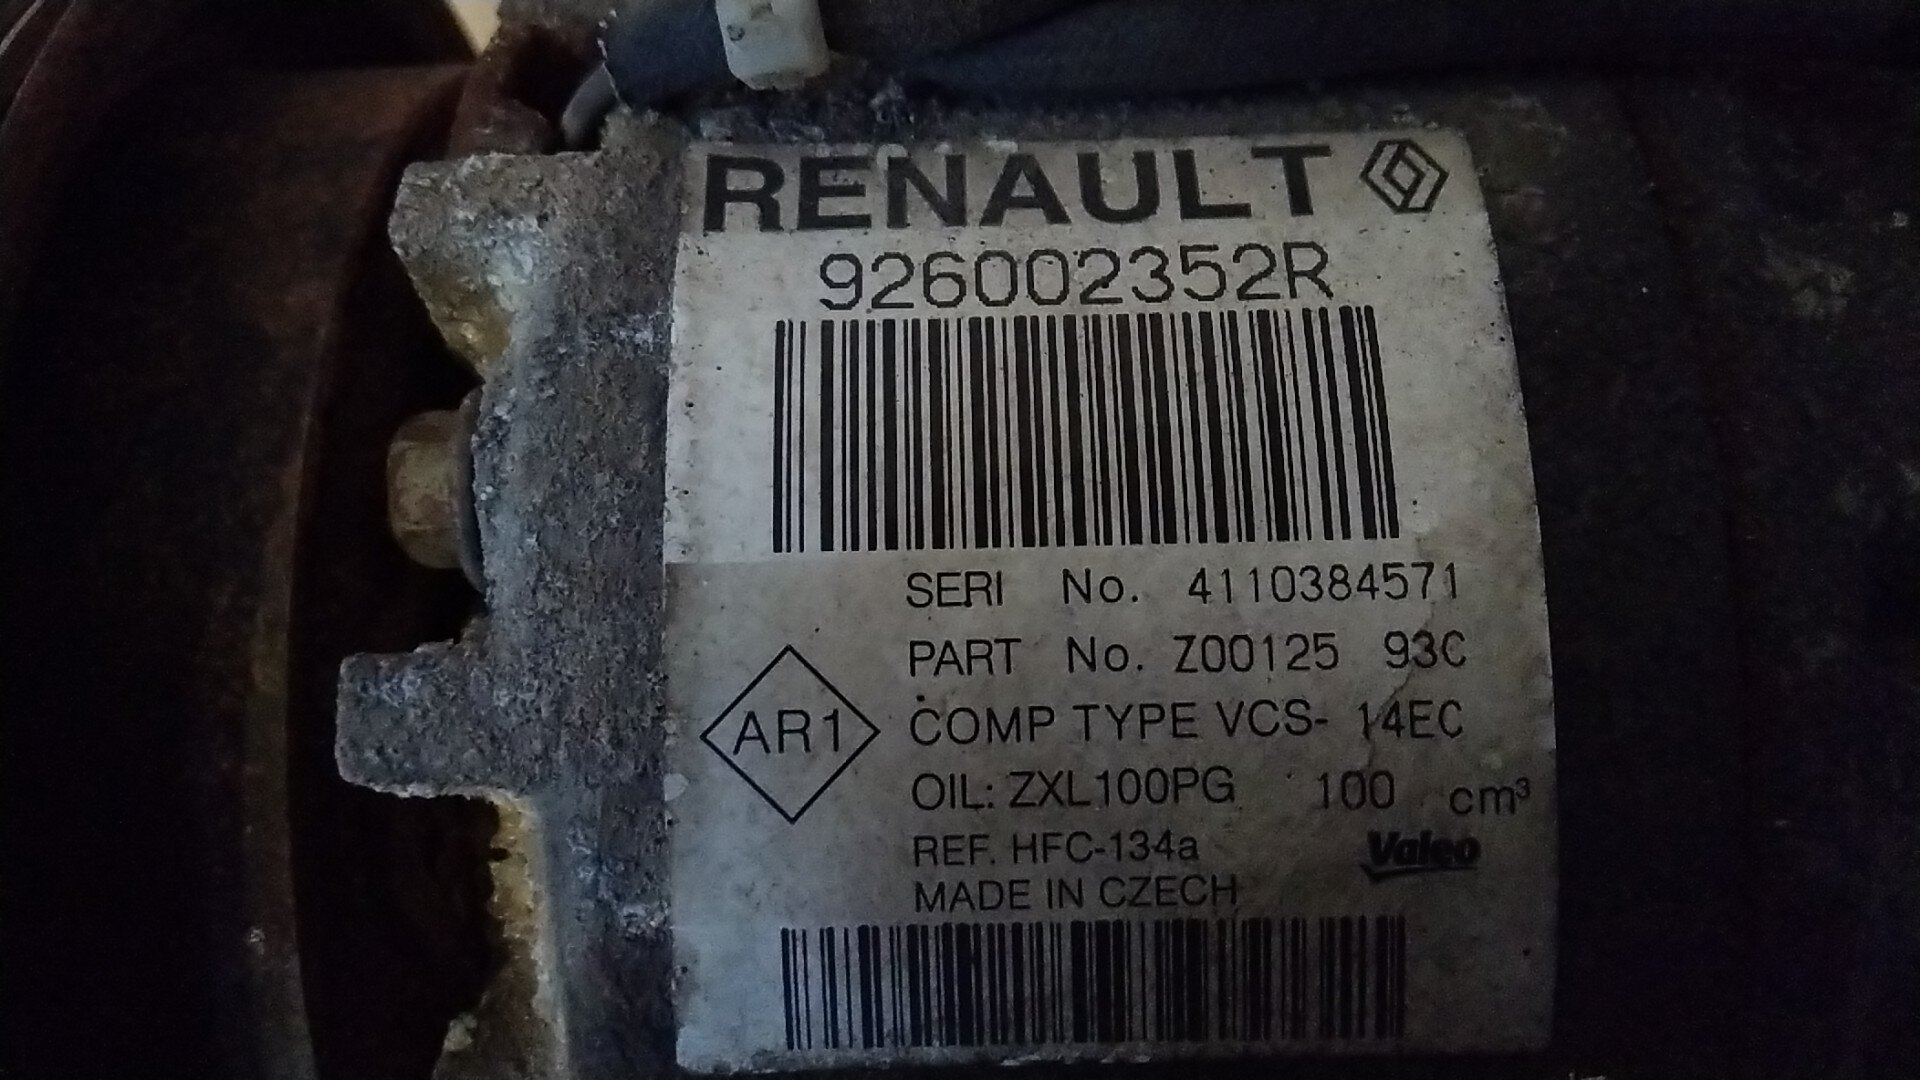 RENAULT
926002352R
SERI No. 4110384571
PART No. Z00125 93C
AR1
COMP TYPE VCS- 14EC
OIL: ZXL100PG 100 cm³
REF. HFC-134a
Valeo
MADE IN CZECH